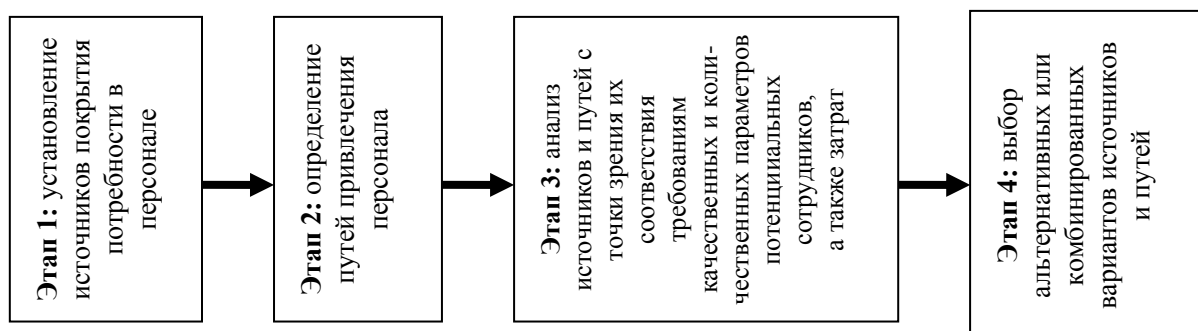 Этап 1: установление
источников покрытия
потребности в
персонале
Этап 2: определение
путей привлечения
персонала
Этап 3: анализ
источников и путей с
точки зрения их
соответствия
требованиям
качественных и коли-
чественных параметров
потенциальных
сотрудников,
а также затрат
Этап 4: выбор
альтернативных или
комбинированных
вариантов источников
и путей